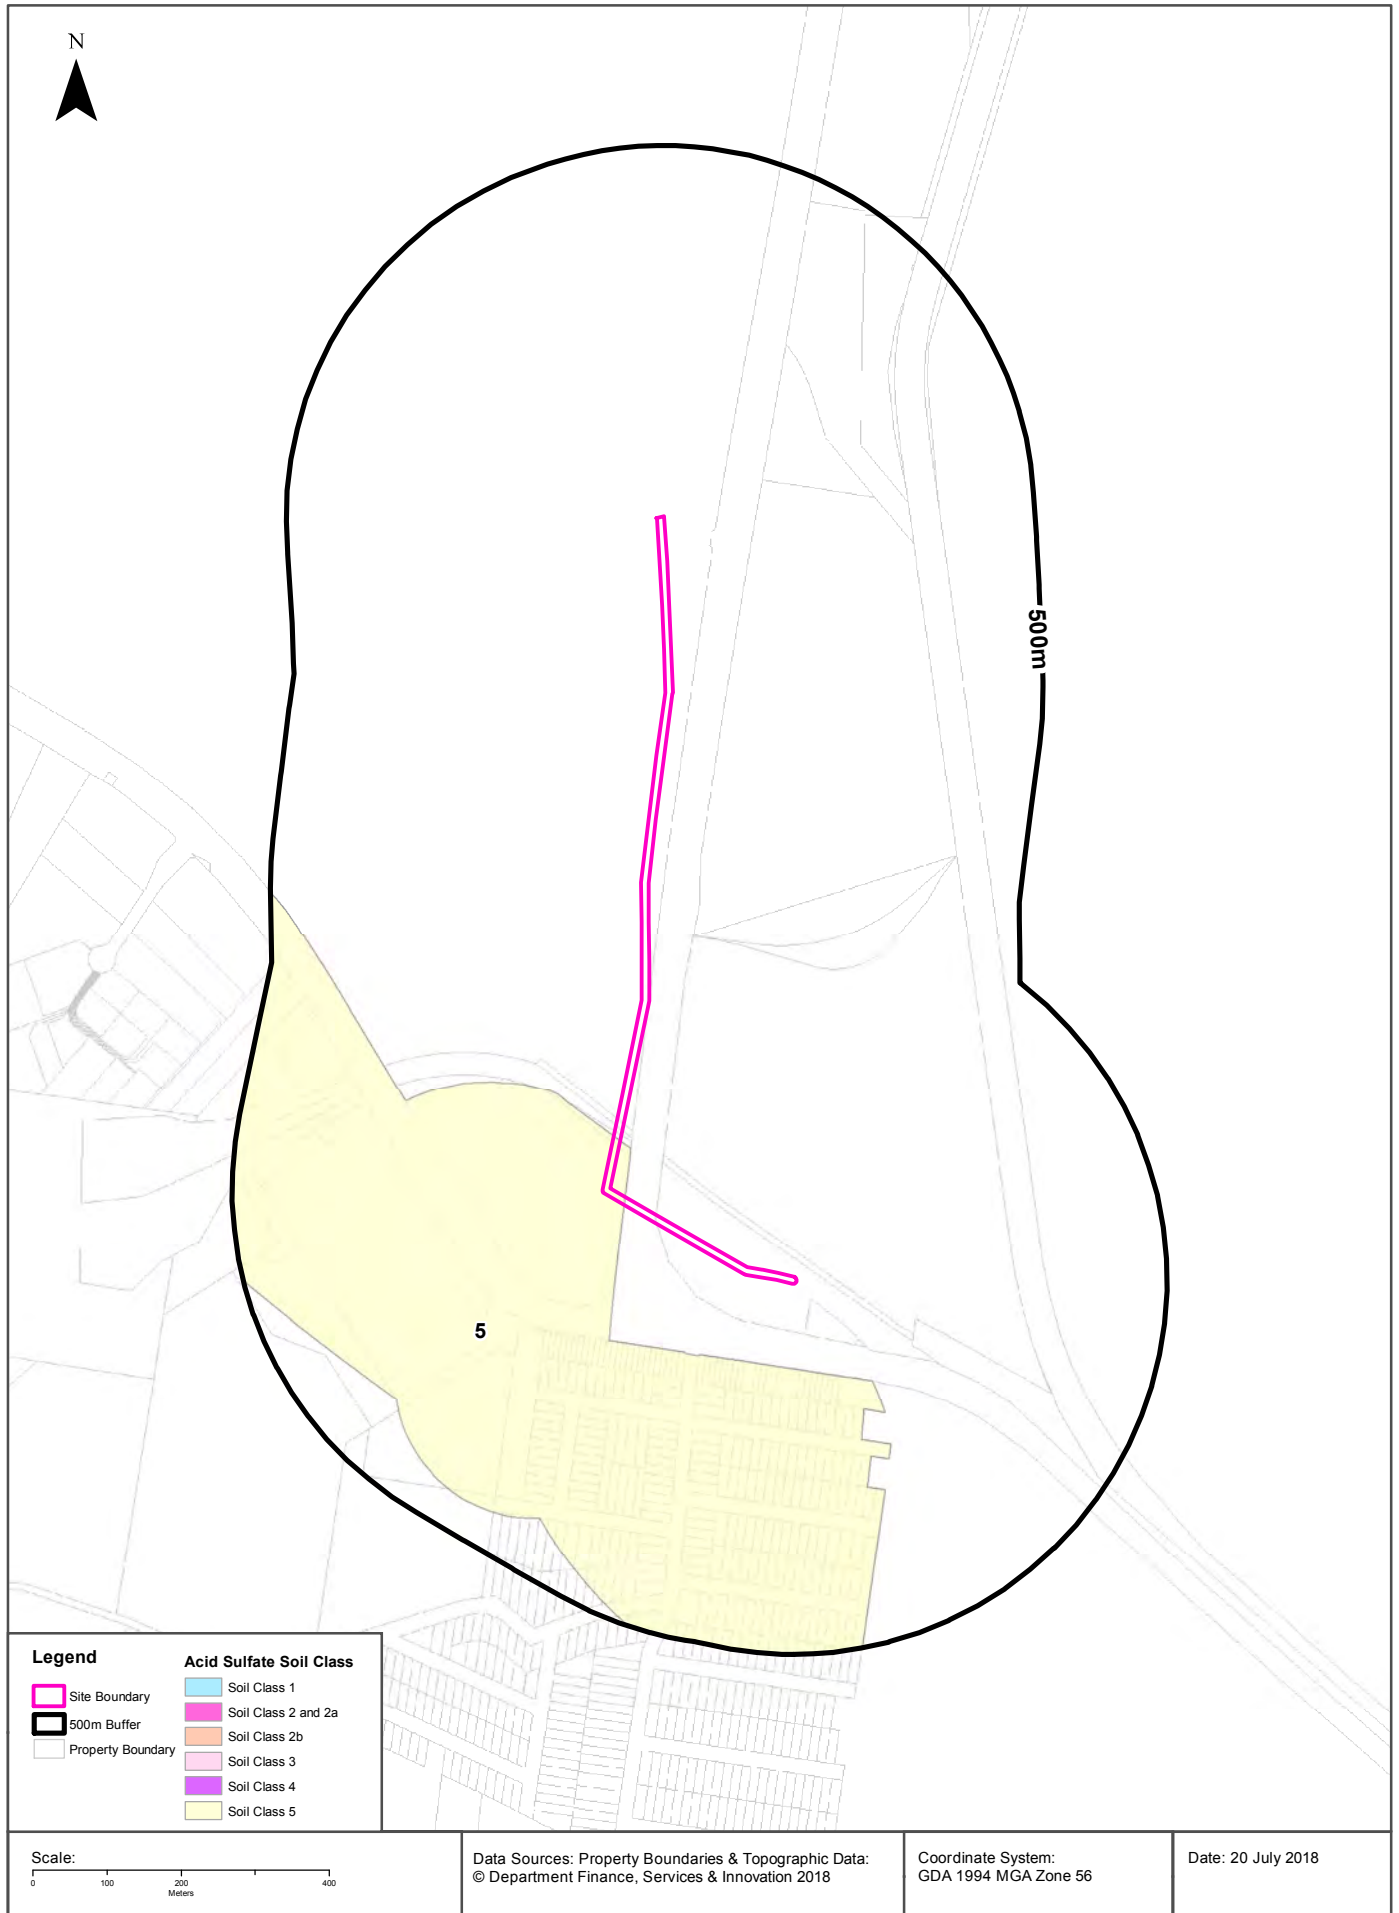 N
500m
5
Legend
Site Boundary
500m Buffer
Property Boundary
Acid Sulfate Soil Class
Soil Class 1
Soil Class 2 and 2a
Soil Class 2b
Soil Class 3
Soil Class 4
Soil Class 5
Scale:
0 100 200 400
Meters
Data Sources: Property Boundaries & Topographic Data:
© Department Finance, Services & Innovation 2018
Coordinate System:
GDA 1994 MGA Zone 56
Date: 20 July 2018